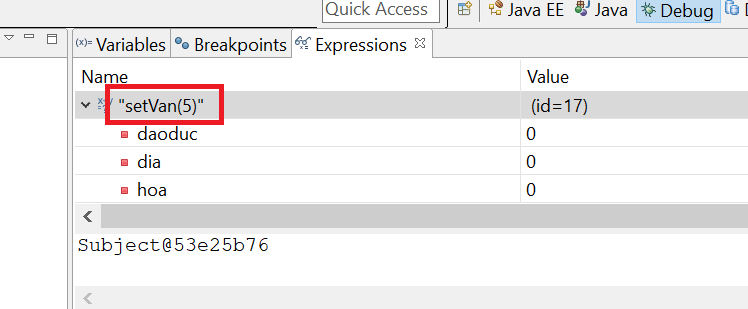 Quick Access Java EE Debug
(x)= Variables Breakpoints Expressions
Name Value
"setVan(5)" (id=17)
daoduc 0
dia 0
hoa 0
Subject@53e25b76